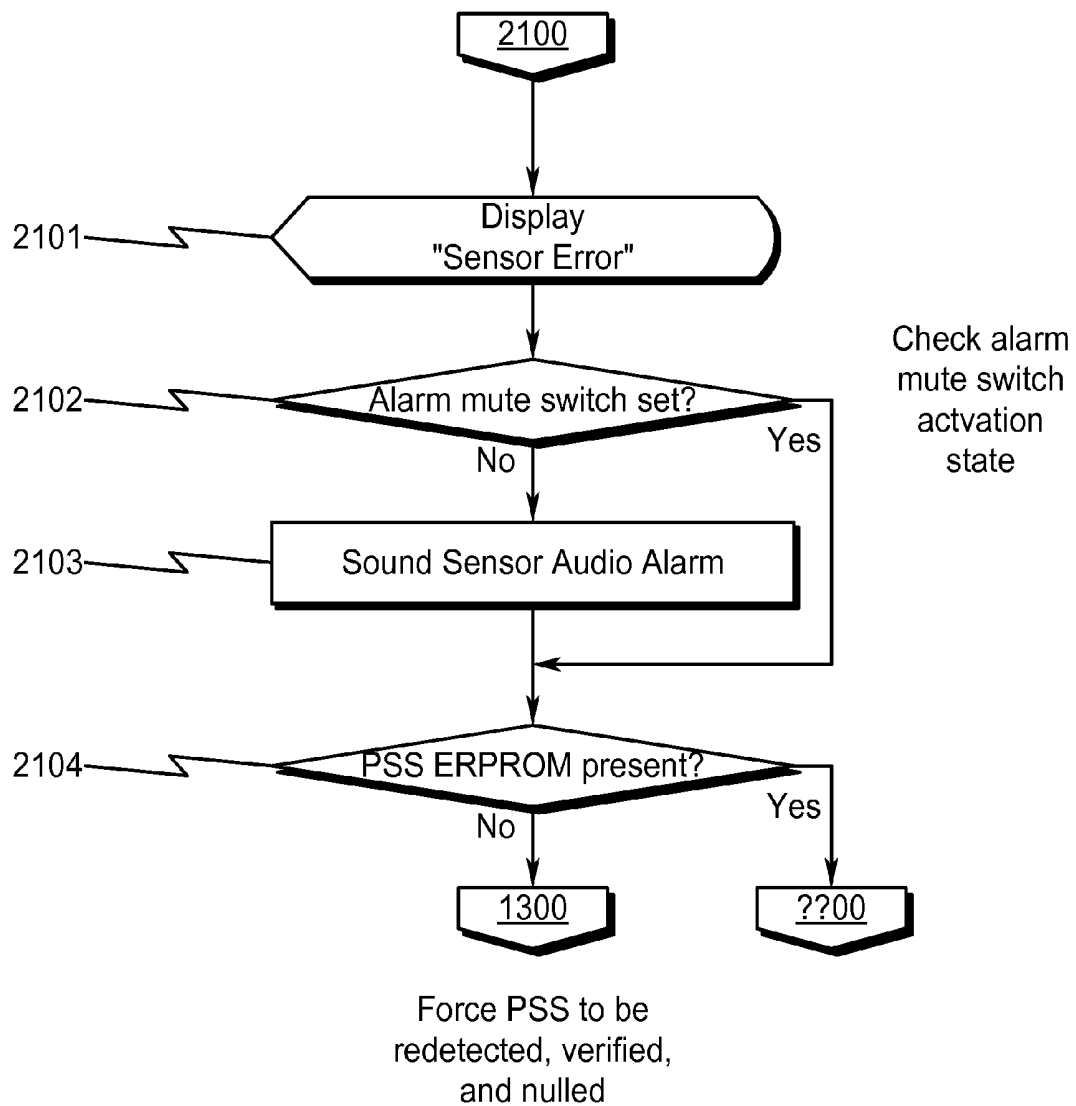 2100
2101
Display
"Sensor Error"
Check alarm
mute switch
actvation
state
2102
Alarm mute switch set?
Yes
No
2103
Sound Sensor Audio Alarm
2104
PSS ERPROM present?
Yes
No
1300
??00
Force PSS to be
redetected, verified,
and nulled